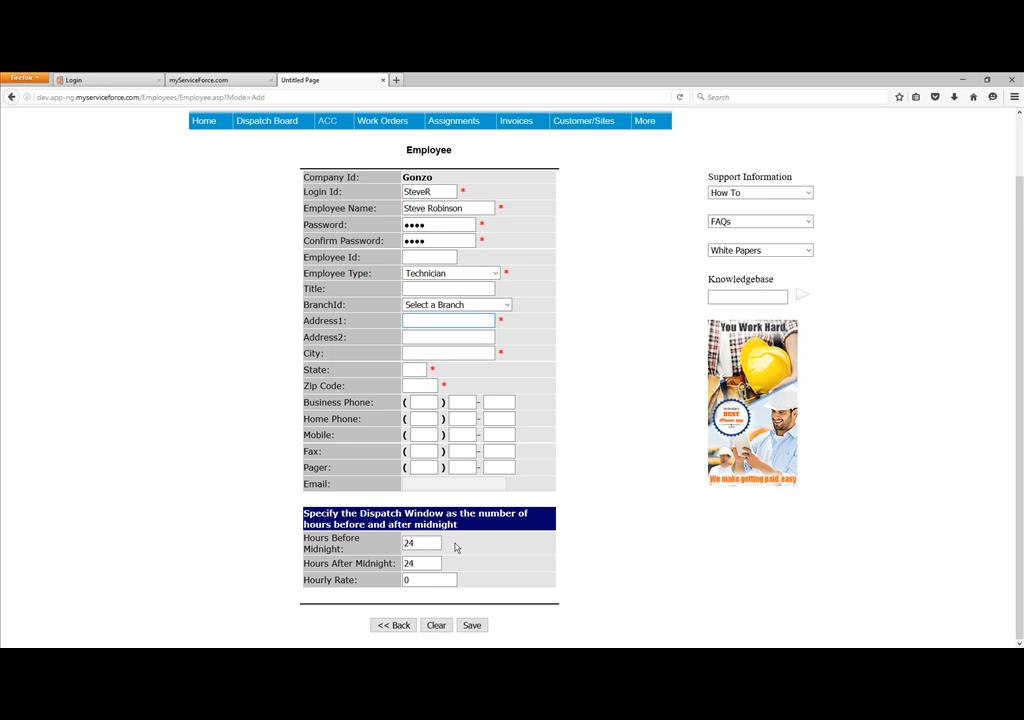 Firefox
Login
myServiceForce.com
Untitled Page
dev.app-ng.myserviceforce.com/Employees/Employee.asp?Mode=Add
Search
Home Dispatch Board ACC Work Orders Assignments Invoices Customer/Sites More
Employee
Company Id: Gonzo
Login Id: SteveR *
Employee Name: Steve Robinson *
Password: •••• *
Confirm Password: •••• *
Employee Id:
Employee Type: Technician *
Title:
BranchId: Select a Branch
Address1: *
Address2:
City: *
State: *
Zip Code: *
Business Phone: ( ) -
Home Phone: ( ) -
Mobile: ( ) -
Fax: ( ) -
Pager: ( ) -
Email:
Specify the Dispatch Window as the number of
hours before and after midnight
Hours Before
Midnight: 24
Hours After Midnight: 24
Hourly Rate: 0
<< Back Clear Save
Support Information
How To
FAQs
White Papers
Knowledgebase
You Work Hard,
BEST
iPhone app
We make getting paid easy